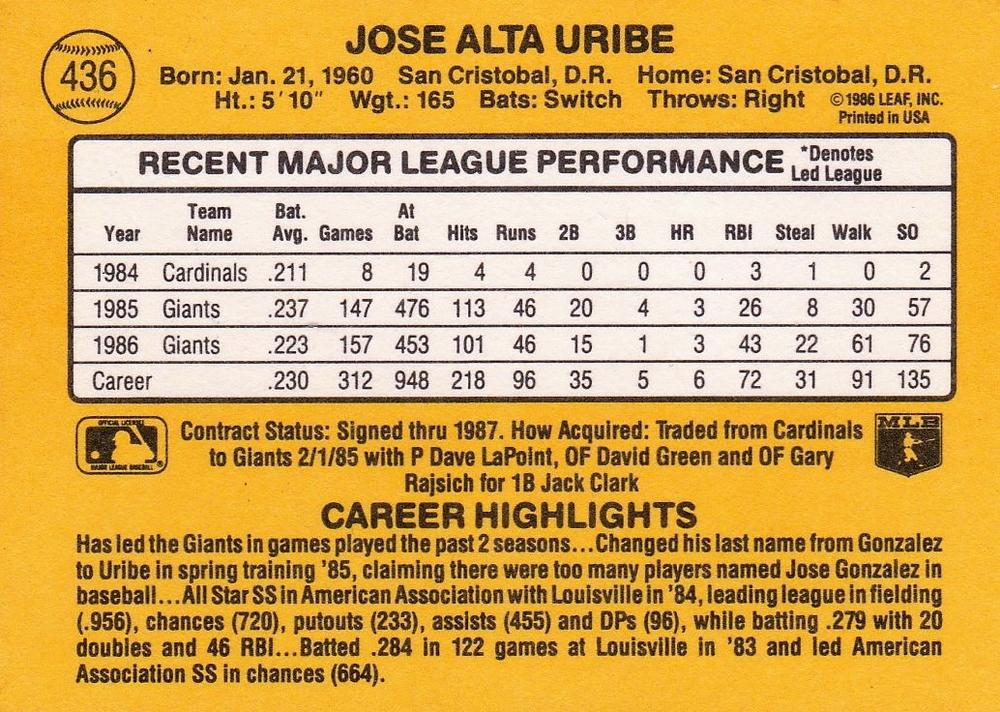 JOSE ALTA URIBE
436
Born: Jan. 21, 1960 San Cristobal, D.R. Home: San Cristobal, D.R.
Ht.: 5'10" Wgt.: 165 Bats: Switch Throws: Right ©1986 LEAF, INC.
Printed in USA
RECENT MAJOR LEAGUE PERFORMANCE *Denotes Led League
Year Team Name Bat. Avg. Games At Bat Hits Runs 2B 3B HR RBI Steal Walk SO
1984 Cardinals .211 8 19 4 4 0 0 0 3 1 0 2
1985 Giants .237 147 476 113 46 20 4 3 26 8 30 57
1986 Giants .223 157 453 101 46 15 1 3 43 22 61 76
Career .230 312 948 218 96 35 5 6 72 31 91 135
OFFICIAL LICENSEE
MAJOR LEAGUE BASEBALL
Contract Status: Signed thru 1987. How Acquired: Traded from Cardinals
to Giants 2/1/85 with P Dave LaPoint, OF David Green and OF Gary
Rajsich for 1B Jack Clark
MLB
CAREER HIGHLIGHTS
Has led the Giants in games played the past 2 seasons...Changed his last name from Gonzalez
to Uribe in spring training '85, claiming there were too many players named Jose Gonzalez in
baseball...All Star SS in American Association with Louisville in '84, leading league in fielding
(.956), chances (720), putouts (233), assists (455) and DPs (96), while batting .279 with 20
doubles and 46 RBI...Batted .284 in 122 games at Louisville in '83 and led American
Association SS in chances (664).